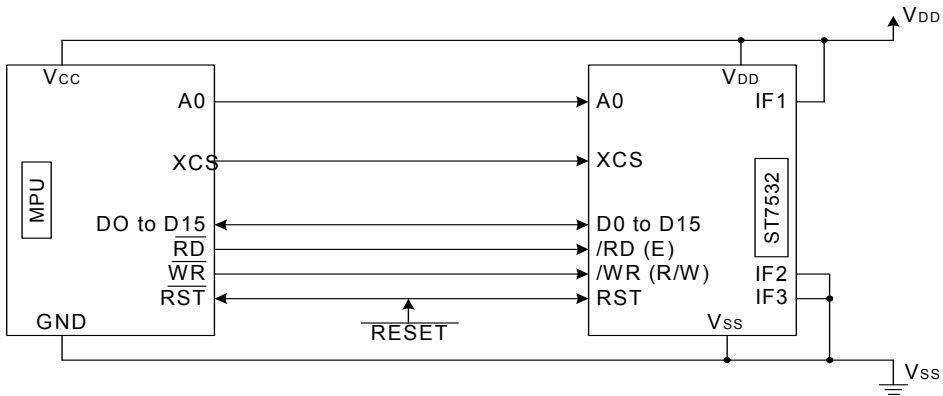 VDD
VCC VDD
A0 A0 IF1
XCS XCS
MPU ST7532
DO to D15 D0 to D15
RD /RD (E)
WR /WR (R/W) IF2
RST RST IF3
RESET
GND VSS
VSS